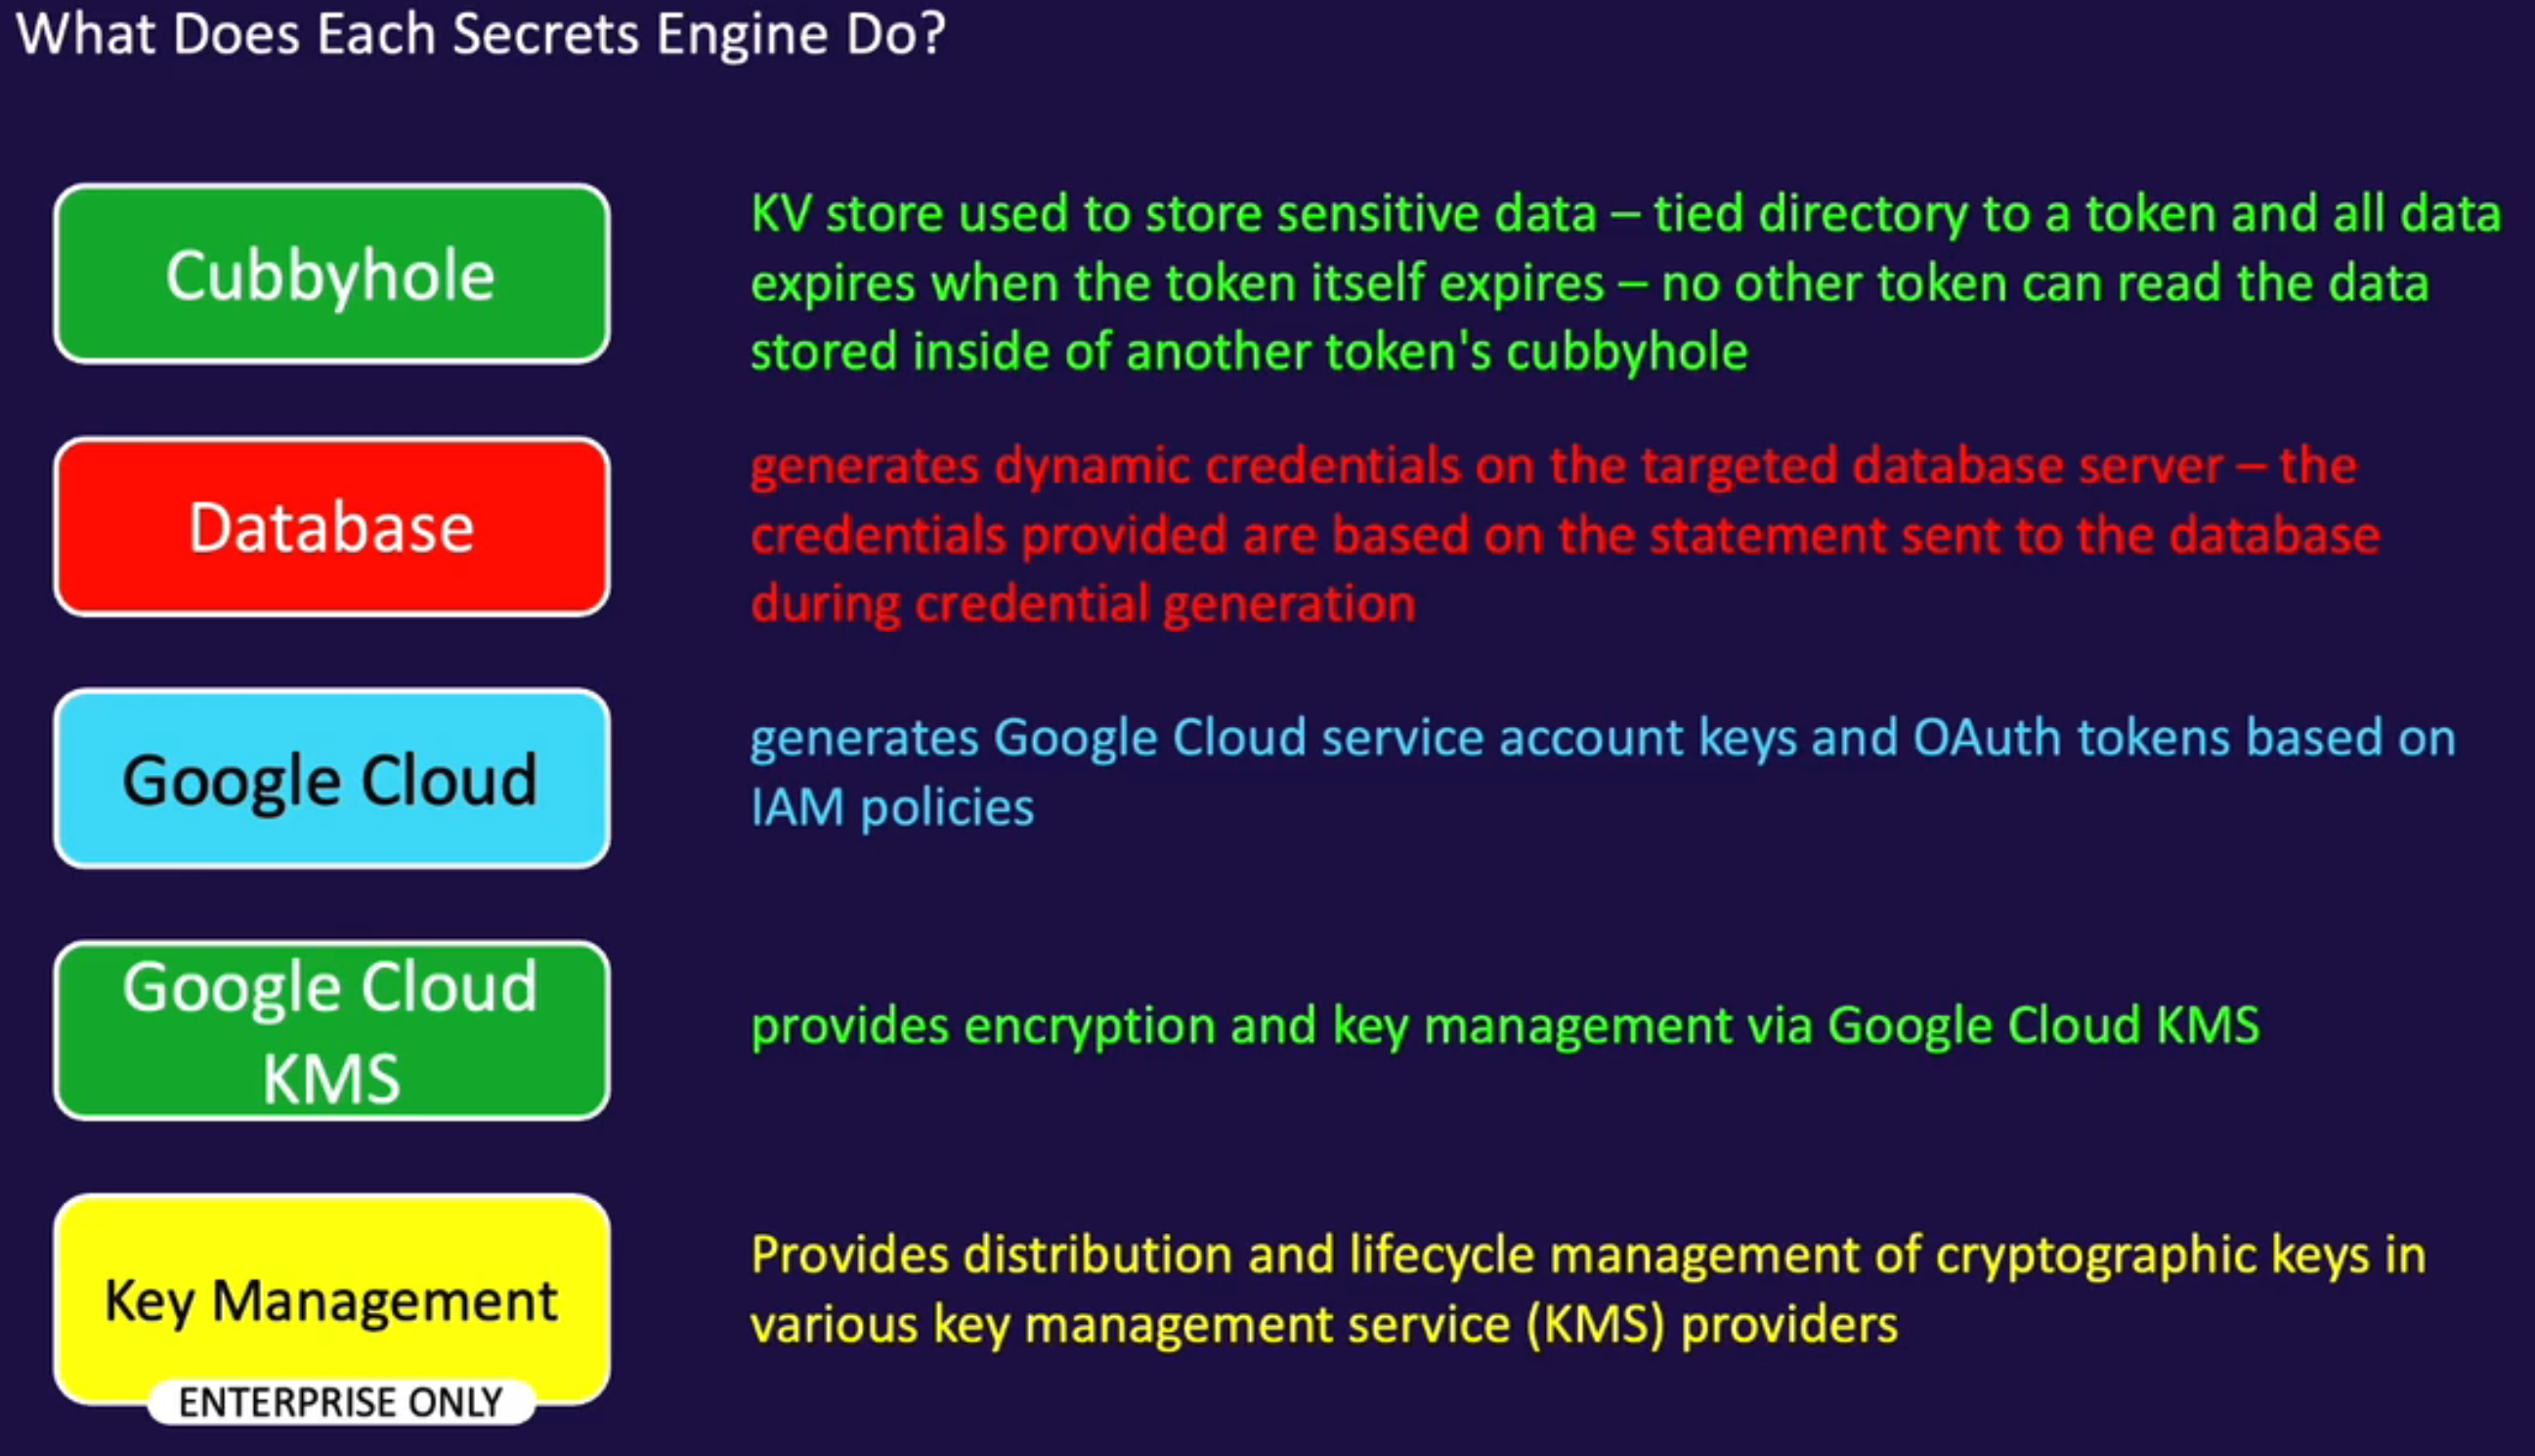 What Does Each Secrets Engine Do?
Cubbyhole
KV store used to store sensitive data – tied directory to a token and all data
expires when the token itself expires – no other token can read the data
stored inside of another token's cubbyhole
Database
generates dynamic credentials on the targeted database server – the
credentials provided are based on the statement sent to the database
during credential generation
Google Cloud
generates Google Cloud service account keys and OAuth tokens based on
IAM policies
Google Cloud
KMS
provides encryption and key management via Google Cloud KMS
Key Management
ENTERPRISE ONLY
Provides distribution and lifecycle management of cryptographic keys in
various key management service (KMS) providers